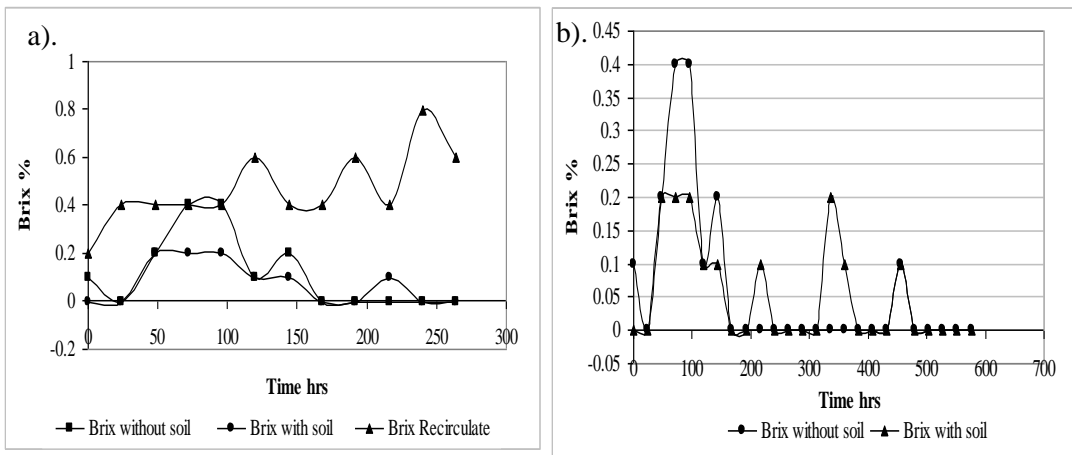 a).
1
0.8
0.6
0.4
0.2
0
-0.2
Brix %
0 50 100 150 200 250 300
Time hrs
Brix without soil Brix with soil Brix Recirculate
b).
0.45
0.4
0.35
0.3
0.25
0.2
0.15
0.1
0.05
0
-0.05
Brix %
0 100 200 300 400 500 600 700
Time hrs
Brix without soil Brix with soil